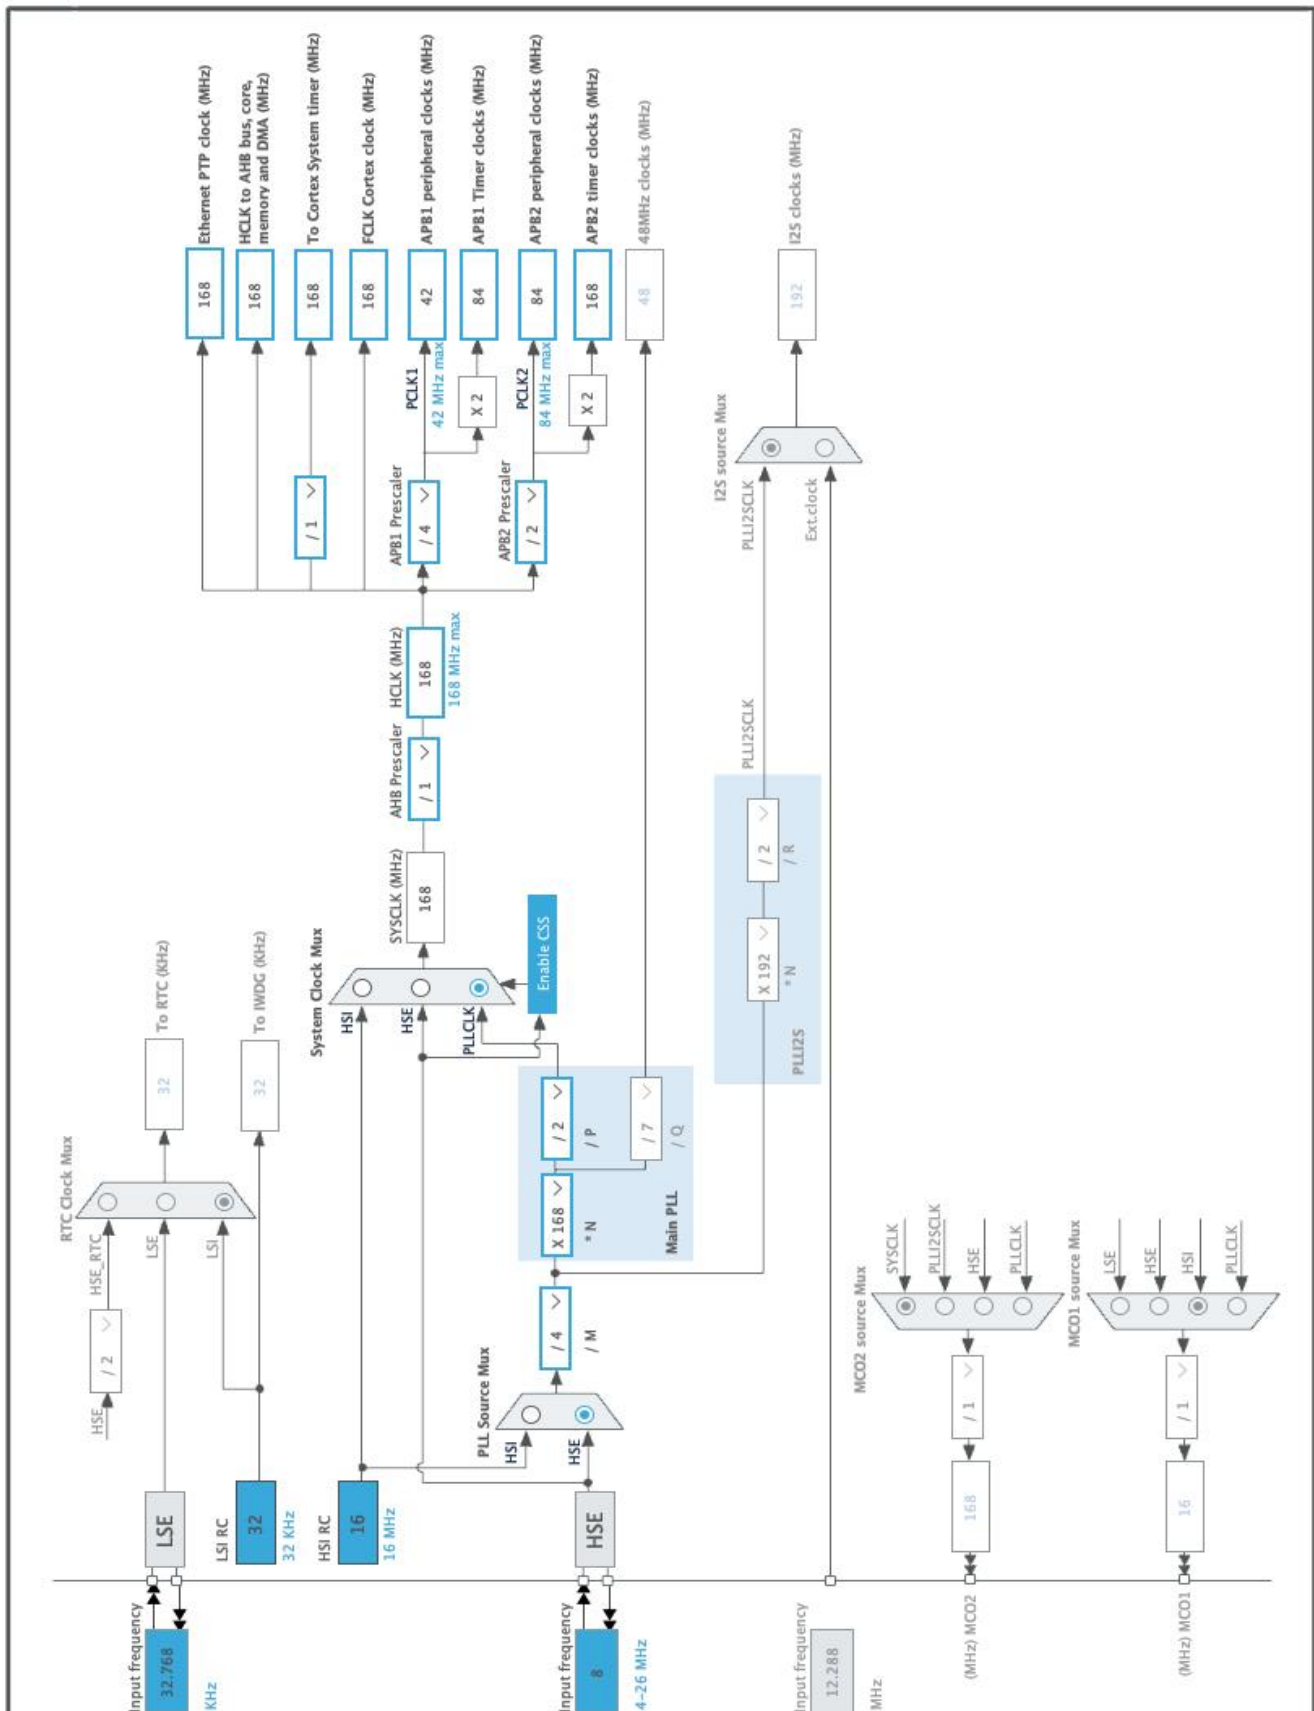 Input frequency
32.768
KHz
LSE
HSE
/ 2
HSE_RTC
LSE
LSI
RTC Clock Mux
32
To RTC (KHz)
LSI RC
32
32 KHz
32
To IWDG (KHz)
HSI RC
16
16 MHz
Input frequency
8
4-26 MHz
HSE
PLL Source Mux
HSI
HSE
/ 4
/ M
X 168
* N
/ 2
/ P
/ 7
/ Q
Main PLL
System Clock Mux
HSI
HSE
PLLCLK
Enable CSS
SYSCLK (MHz)
168
AHB Prescaler
/ 1
HCLK (MHz)
168
168 MHz max
/ 1
APB1 Prescaler
/ 4
APB2 Prescaler
/ 2
PCLK1
42 MHz max
X 2
PCLK2
84 MHz max
X 2
168
Ethernet PTP clock (MHz)
168
HCLK to AHB bus, core,
memory and DMA (MHz)
168
To Cortex System timer (MHz)
168
FCLK Cortex clock (MHz)
42
APB1 peripheral clocks (MHz)
84
APB1 Timer clocks (MHz)
84
APB2 peripheral clocks (MHz)
168
APB2 timer clocks (MHz)
48
48MHz clocks (MHz)
X 192
* N
/ 2
/ R
PLLI2S
PLLI2SCLK
PLLI2SCLK
Ext.clock
I2S source Mux
192
I2S clocks (MHz)
Input frequency
12.288
MHz
MCO2 source Mux
SYSCLK
PLLI2SCLK
HSE
PLLCLK
/ 1
168
(MHz) MCO2
MCO1 source Mux
LSE
HSE
HSI
PLLCLK
/ 1
16
(MHz) MCO1